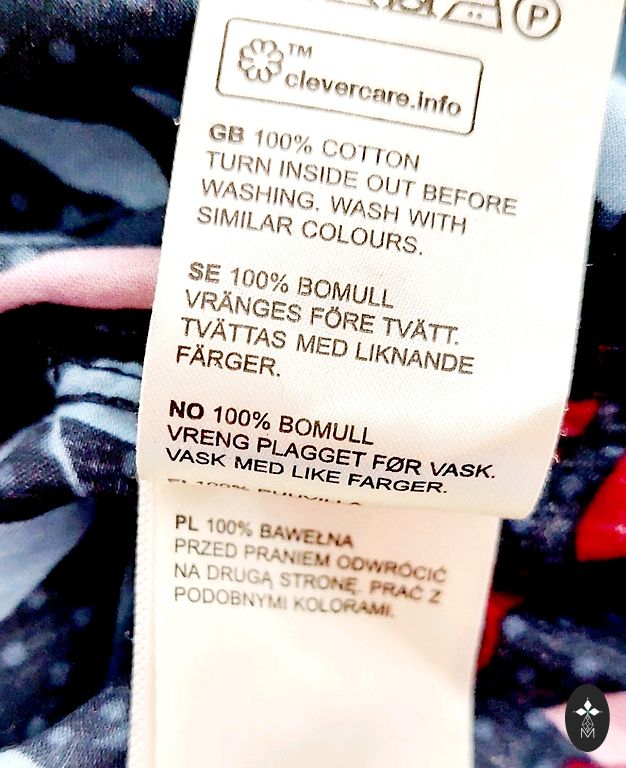 P
TM
clevercare.info
GB 100% COTTON
TURN INSIDE OUT BEFORE
WASHING. WASH WITH
SIMILAR COLOURS.
SE 100% BOMULL
VRÄNGES FÖRE TVÄTT.
TVÄTTAS MED LIKNANDE
FÄRGER.
NO 100% BOMULL
VRENG PLAGGET FØR VASK.
VASK MED LIKE FARGER.
PL 100% BAWEŁNA
PRZED PRANIEM ODWRÓCIĆ
NA DRUGĄ STRONĘ. PRAĆ Z
PODOBNYMI KOLORAMI.
M